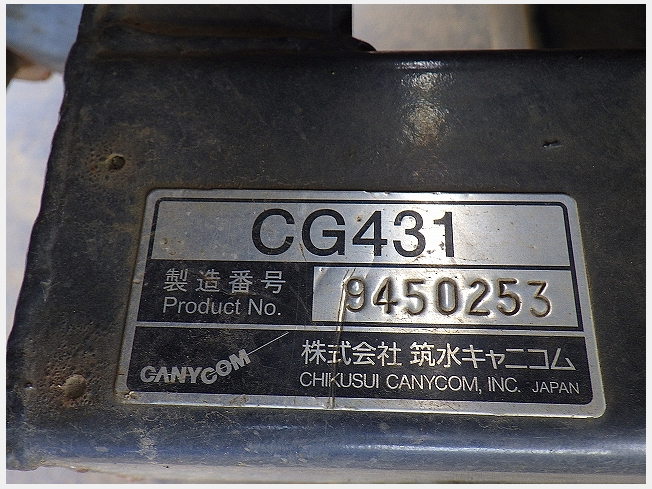 CG431
製造番号
Product No.
9450253
CANYCOM
株式会社 筑水キャニコム
CHIKUSUI CANYCOM, INC. JAPAN